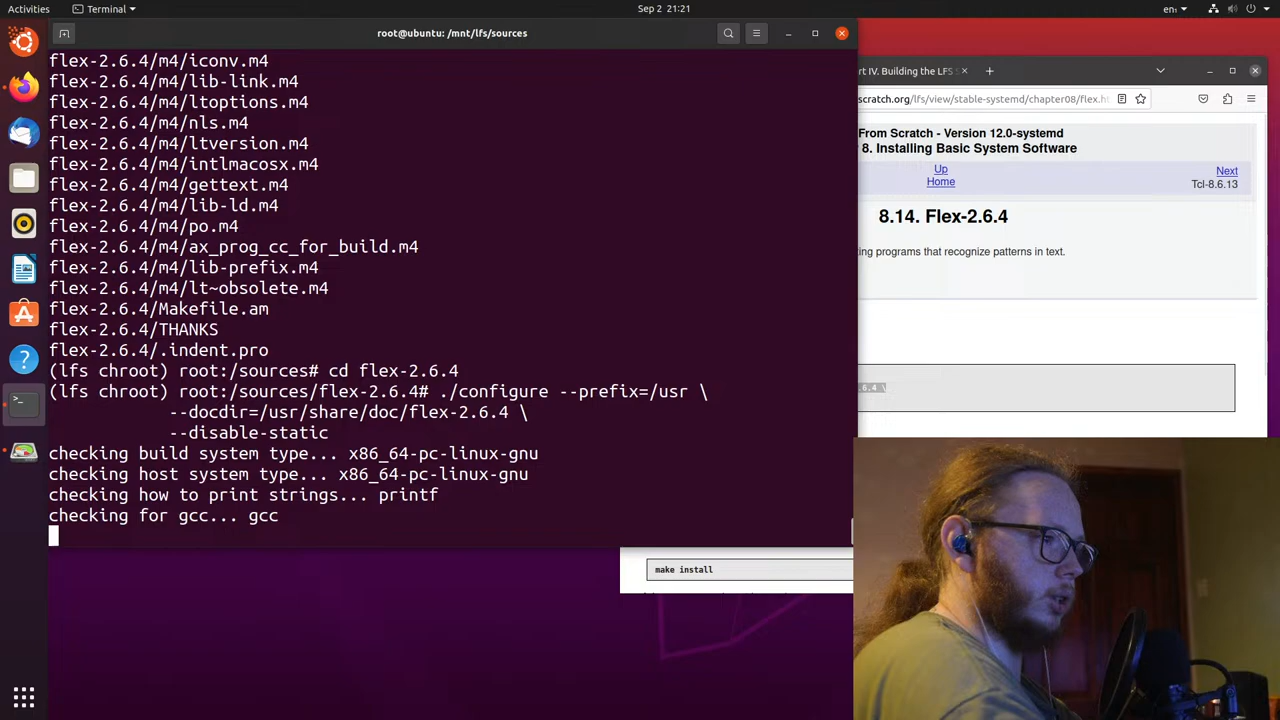 Activities
Terminal
Sep 2 21:21
en
root@ubuntu: /mnt/lfs/sources
flex-2.6.4/m4/iconv.m4
flex-2.6.4/m4/lib-link.m4
flex-2.6.4/m4/ltoptions.m4
flex-2.6.4/m4/nls.m4
flex-2.6.4/m4/ltversion.m4
flex-2.6.4/m4/intlmacosx.m4
flex-2.6.4/m4/gettext.m4
flex-2.6.4/m4/lib-ld.m4
flex-2.6.4/m4/po.m4
flex-2.6.4/m4/ax_prog_cc_for_build.m4
flex-2.6.4/m4/lib-prefix.m4
flex-2.6.4/m4/lt~obsolete.m4
flex-2.6.4/Makefile.am
flex-2.6.4/THANKS
flex-2.6.4/.indent.pro
(lfs chroot) root:/sources# cd flex-2.6.4
(lfs chroot) root:/sources/flex-2.6.4# ./configure --prefix=/usr \
--docdir=/usr/share/doc/flex-2.6.4 \
--disable-static
checking build system type... x86_64-pc-linux-gnu
checking host system type... x86_64-pc-linux-gnu
checking how to print strings... printf
checking for gcc... gcc
rt IV. Building the LFS
scratch.org/lfs/view/stable-systemd/chapter08/flex.h
From Scratch - Version 12.0-systemd
8. Installing Basic System Software
Up
Home
Next
Tcl-8.6.13
8.14. Flex-2.6.4
ting programs that recognize patterns in text.
.6.4 \
make install